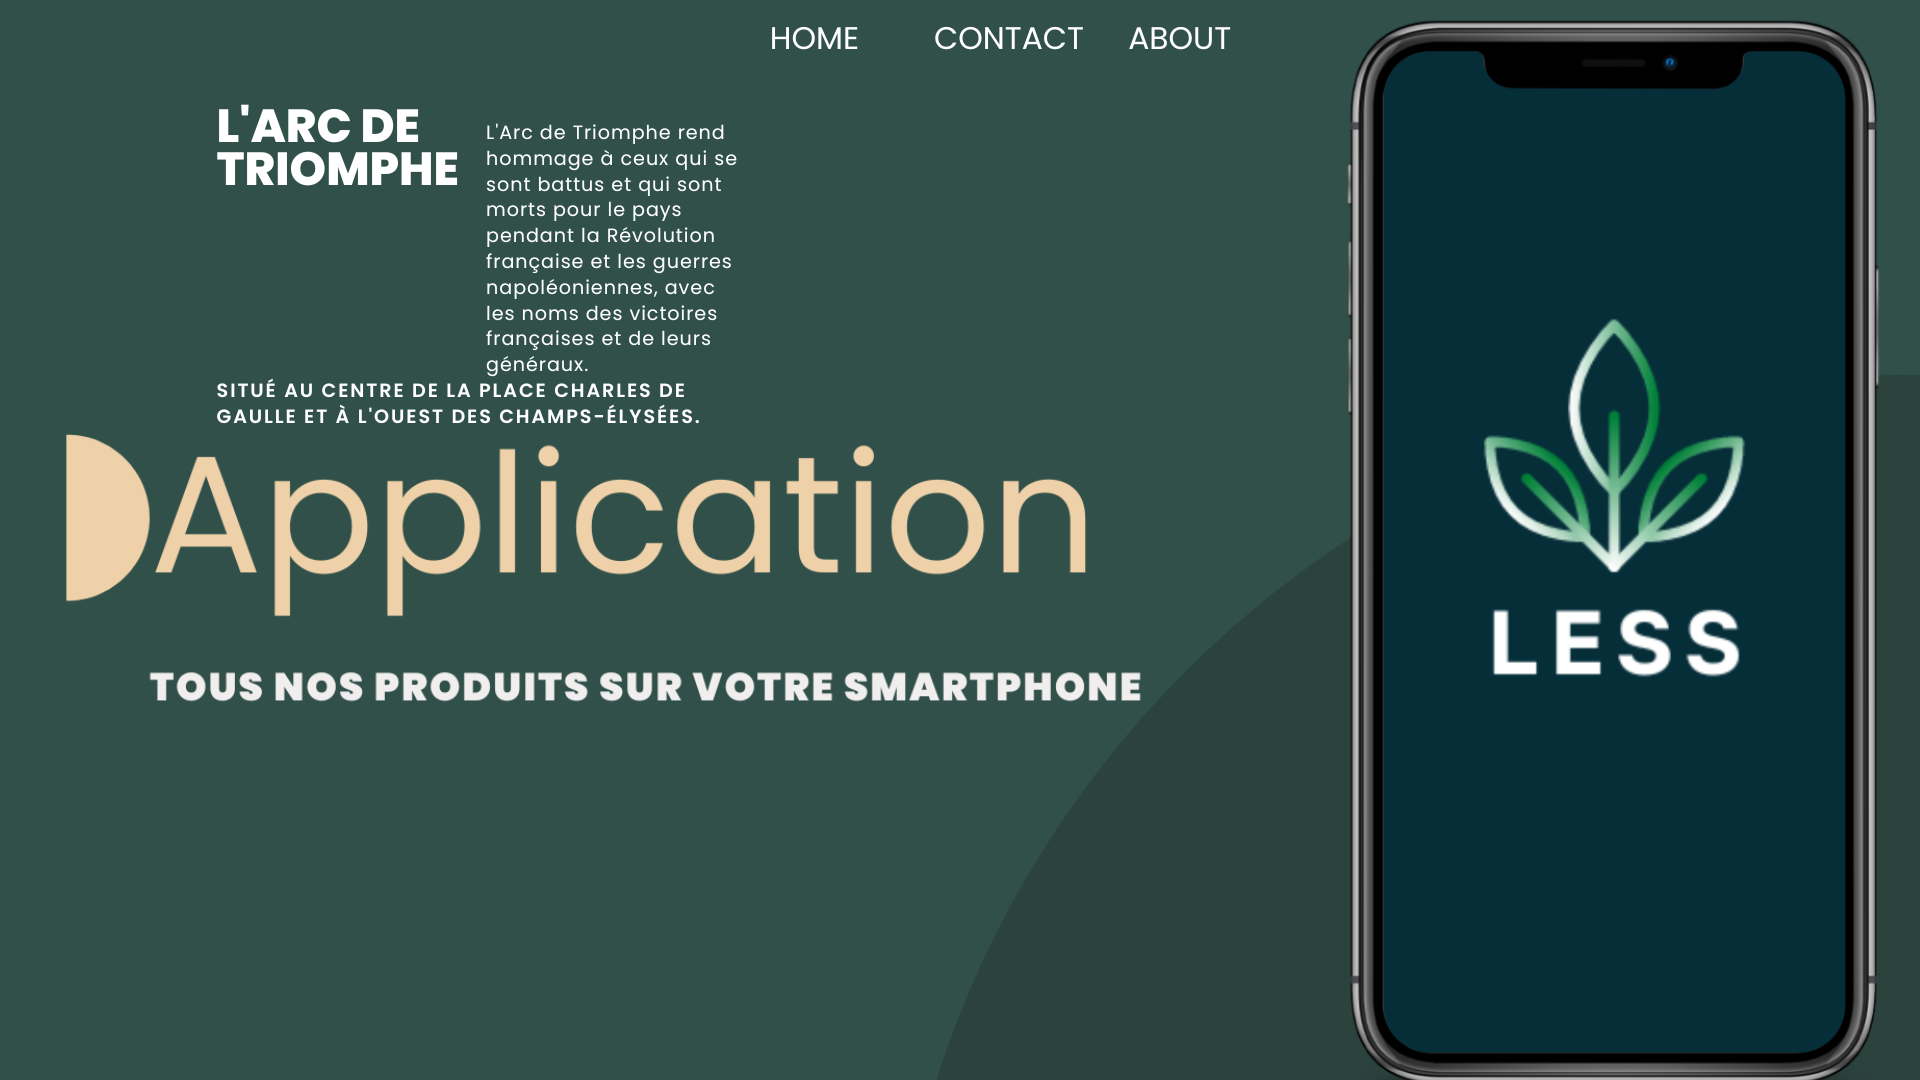 HOME CONTACT ABOUT
L'ARC DE
TRIOMPHE
L'Arc de Triomphe rend
hommage à ceux qui se
sont battus et qui sont
morts pour le pays
pendant la Révolution
française et les guerres
napoléoniennes, avec
les noms des victoires
françaises et de leurs
généraux.
SITUÉ AU CENTRE DE LA PLACE CHARLES DE
GAULLE ET À L'OUEST DES CHAMPS-ÉLYSÉES.
Application
TOUS NOS PRODUITS SUR VOTRE SMARTPHONE
LESS